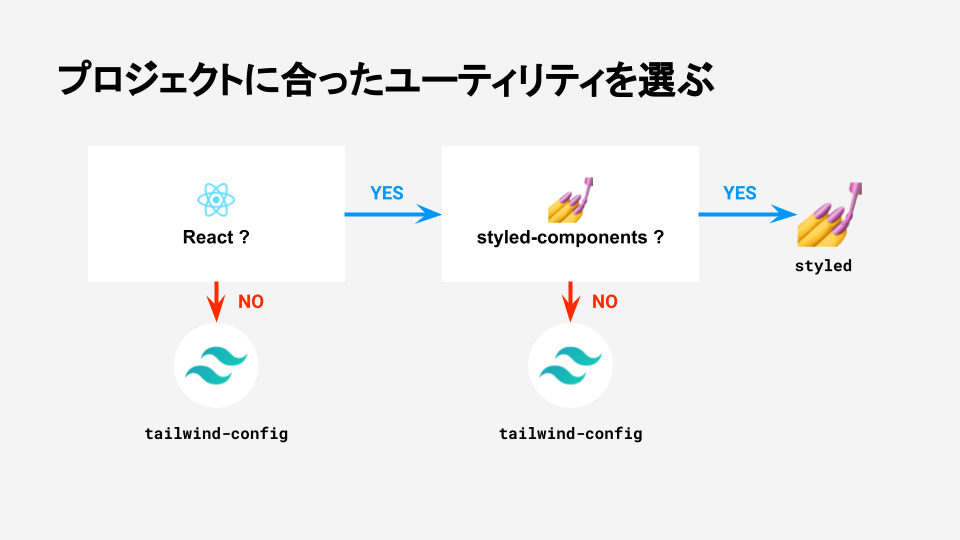 プロジェクトに合ったユーティリティを選ぶ
React ?
YES
styled-components ?
YES
styled
NO
NO
tailwind-config
tailwind-config